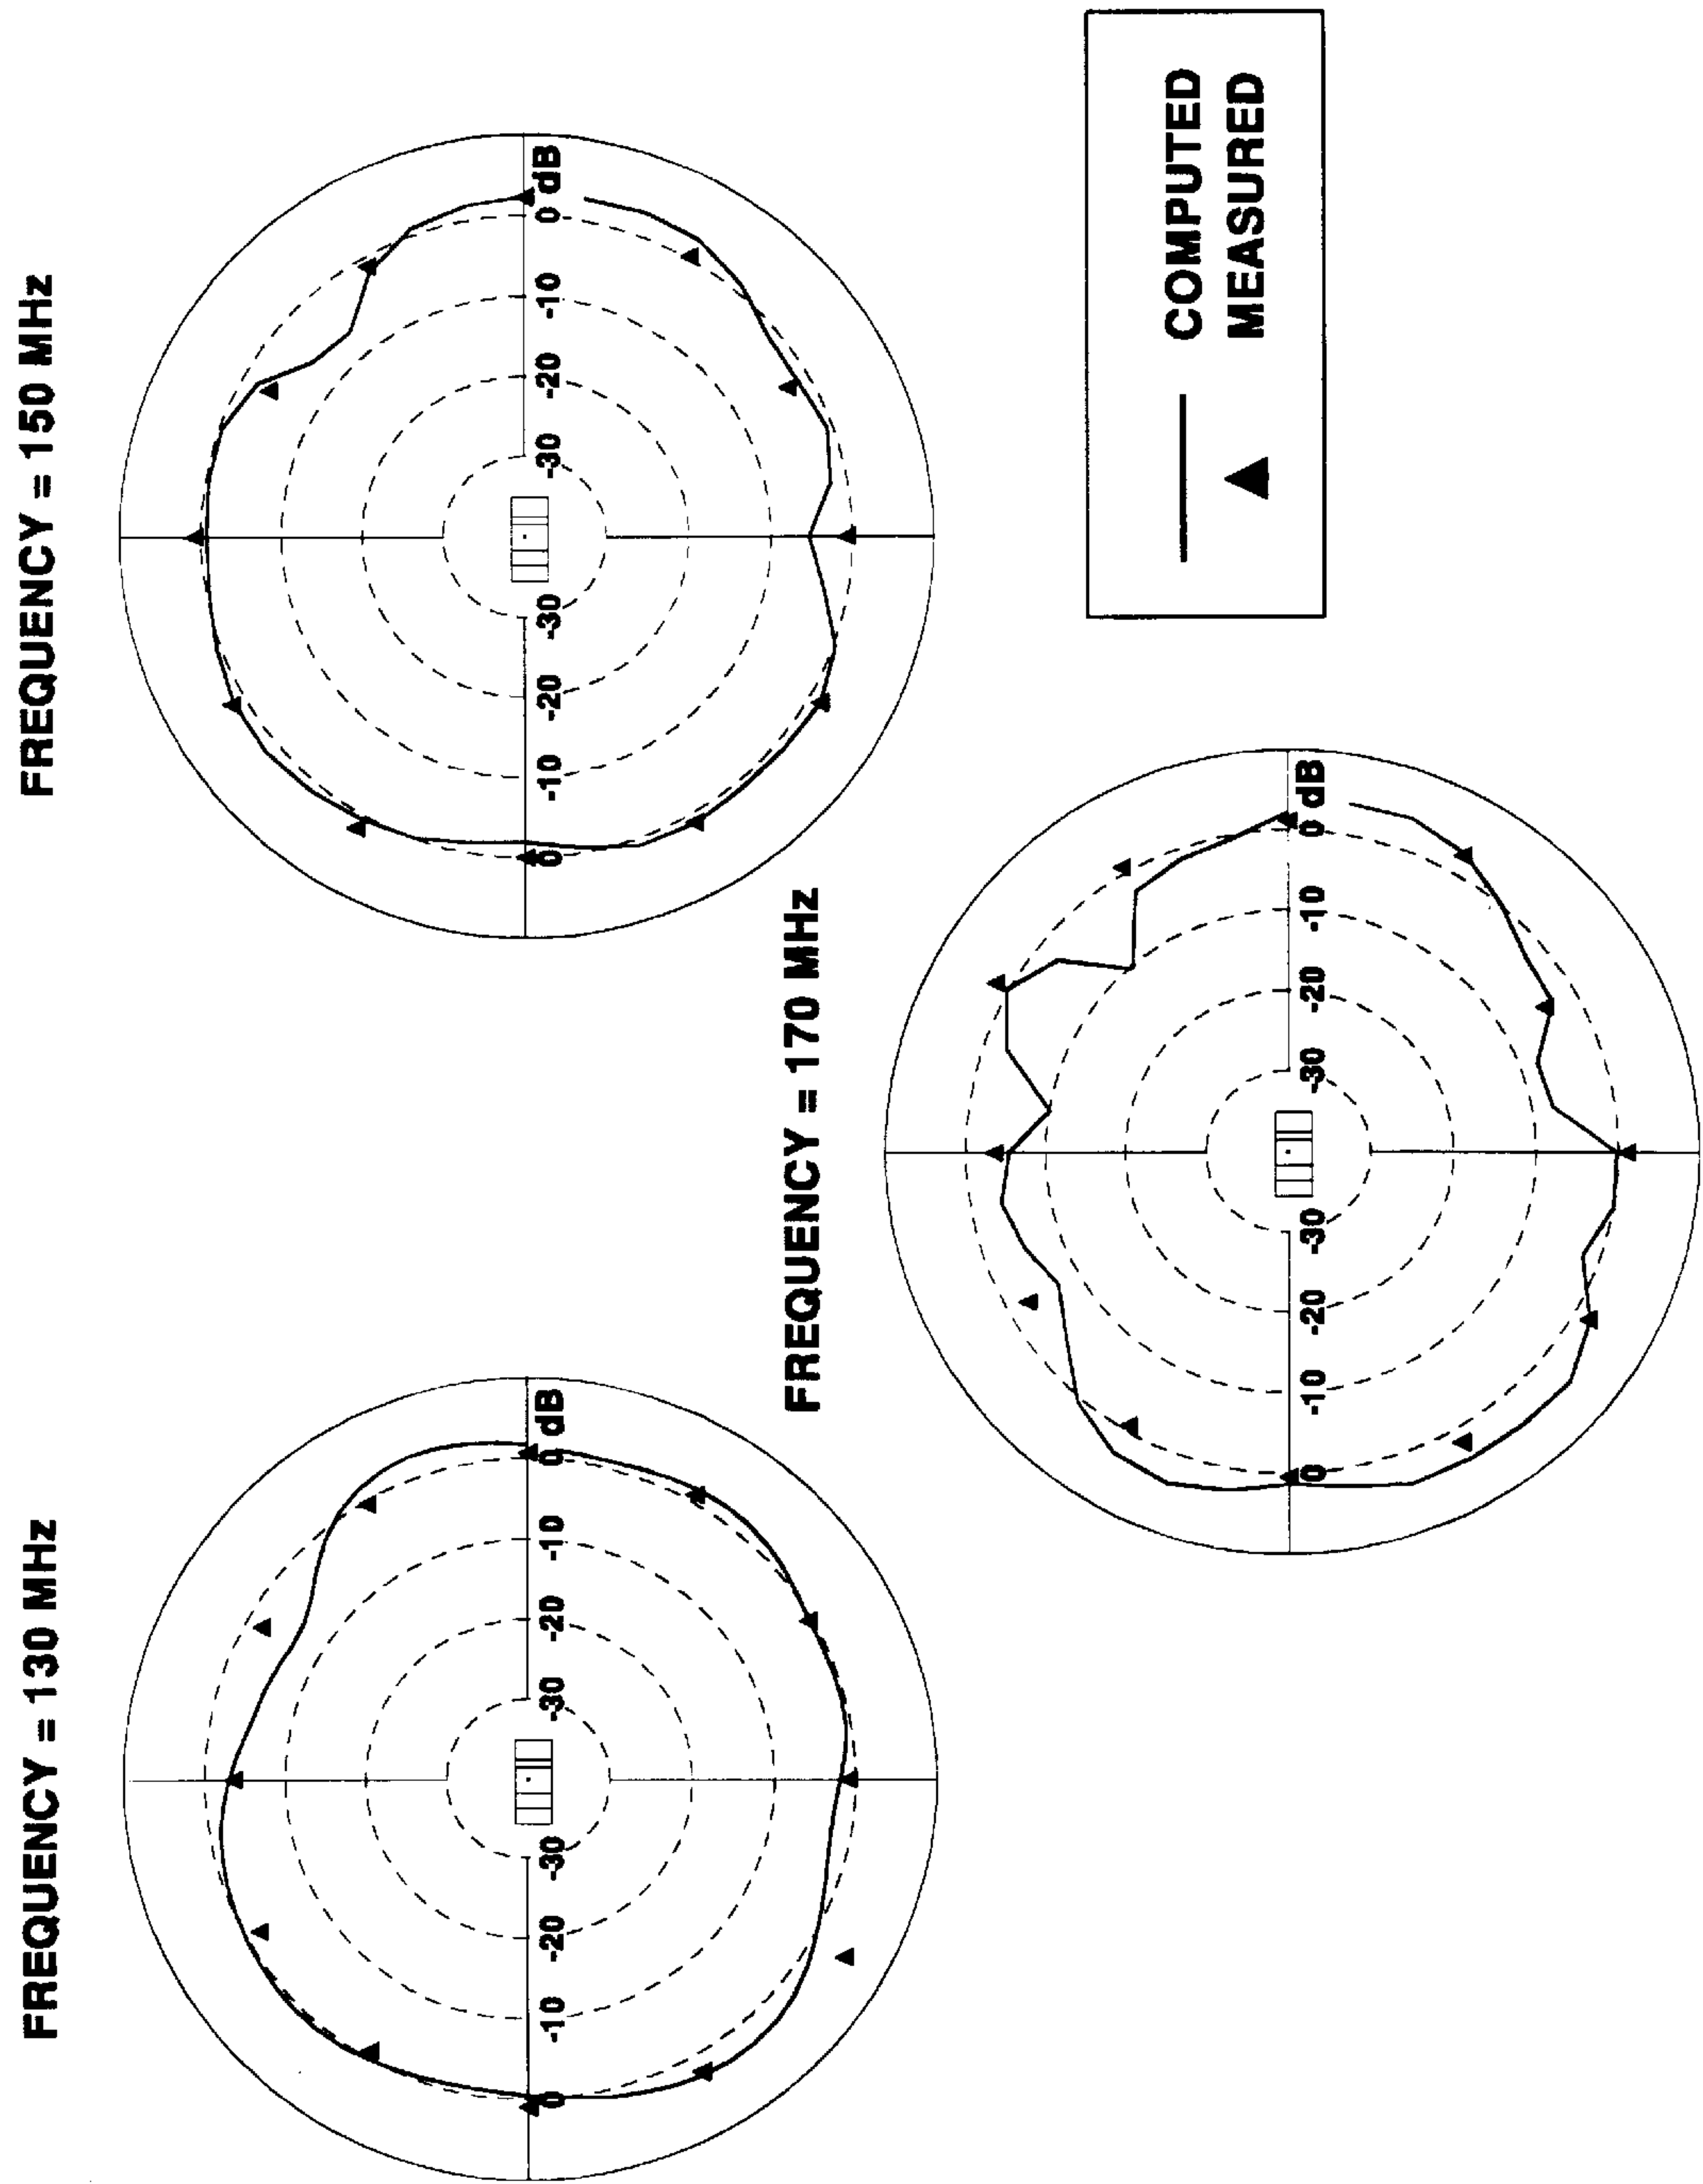 FREQUENCY = 130 MHz
0
-10
-20
-30
-30
-20
-10
0 dB
FREQUENCY = 150 MHz
0
-10
-20
-30
-30
-20
-10
0 dB
FREQUENCY = 170 MHz
0
-10
-20
-30
-30
-20
-10
0 dB
COMPUTED
MEASURED